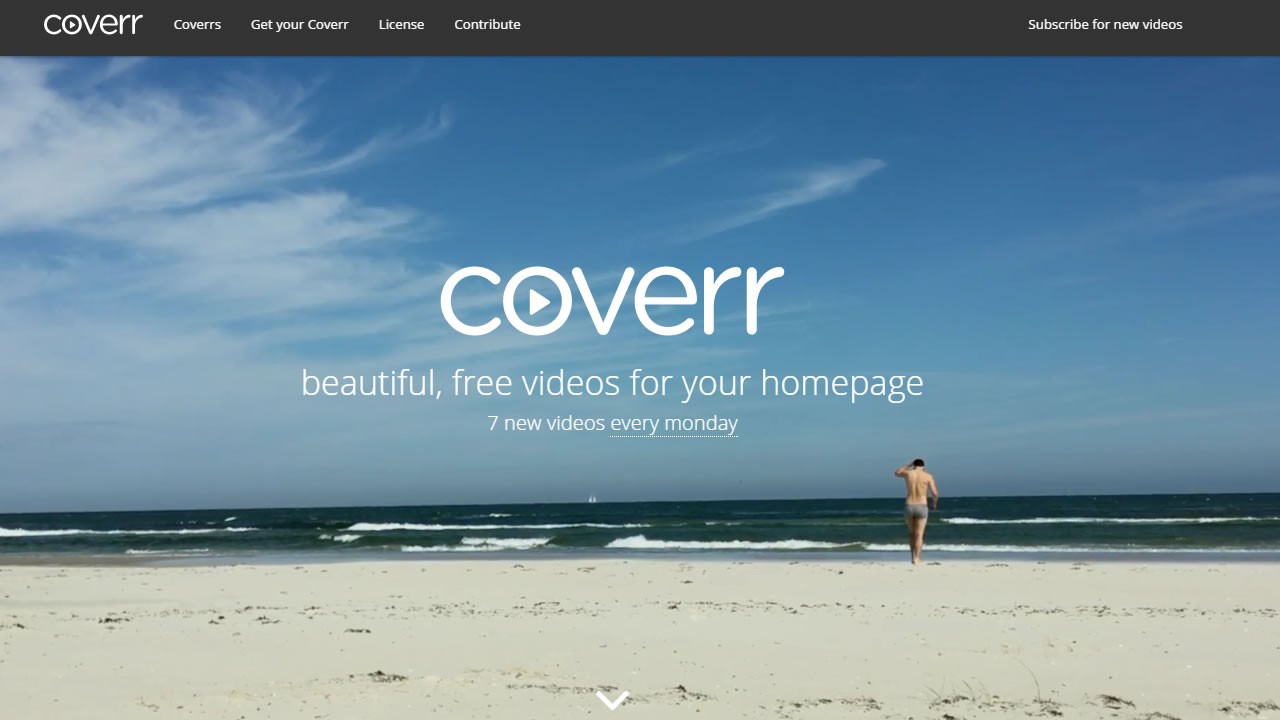 coverr Coverrs Get your Coverr License Contribute Subscribe for new videos
coverr
beautiful, free videos for your homepage
7 new videos every monday